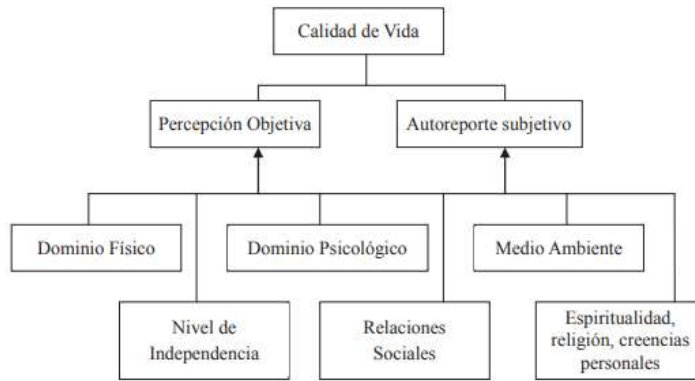 Calidad de Vida
Percepción Objetiva
Autoreporte subjetivo
Dominio Físico
Dominio Psicológico
Medio Ambiente
Nivel de
Independencia
Relaciones
Sociales
Espiritualidad,
religión, creencias
personales